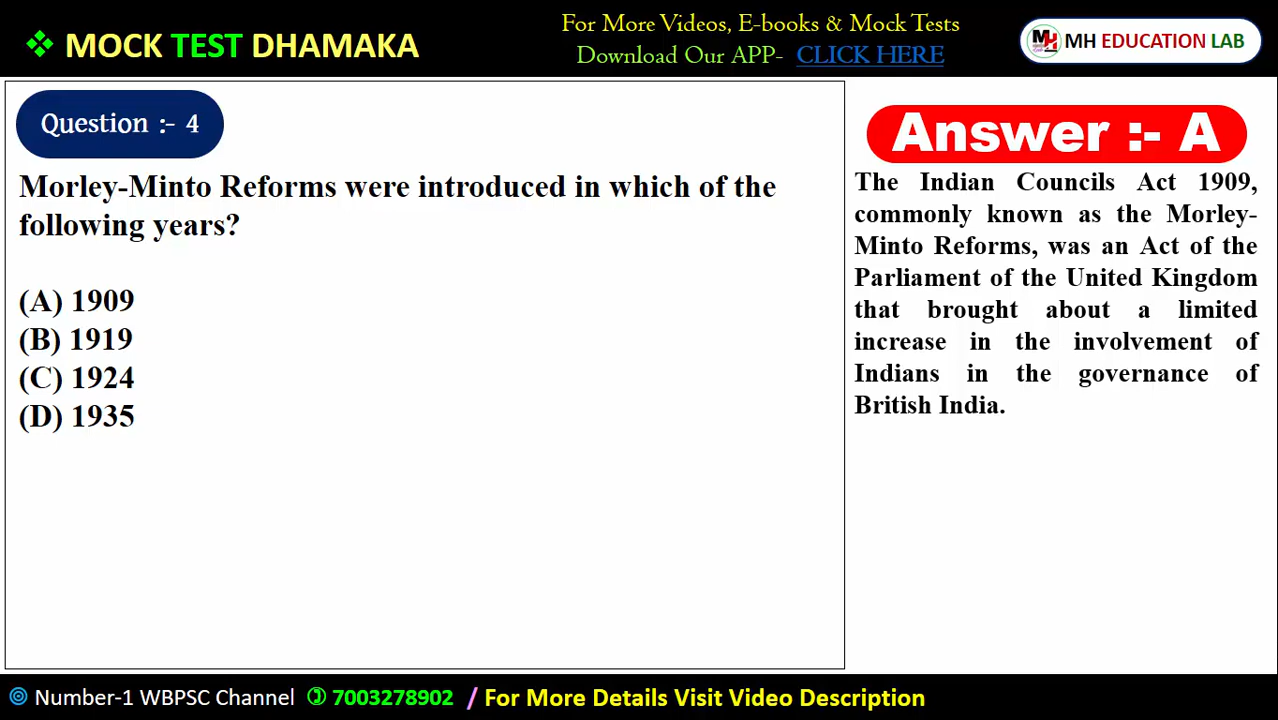 MOCK TEST DHAMAKA
For More Videos, E-books & Mock Tests
Download Our APP- CLICK HERE
MH EDUCATION LAB
Question :- 4
Morley-Minto Reforms were introduced in which of the
following years?
(A) 1909
(B) 1919
(C) 1924
(D) 1935
Answer :- A
The Indian Councils Act 1909,
commonly known as the Morley-
Minto Reforms, was an Act of the
Parliament of the United Kingdom
that brought about a limited
increase in the involvement of
Indians in the governance of
British India.
Number-1 WBPSC Channel 7003278902 / For More Details Visit Video Description